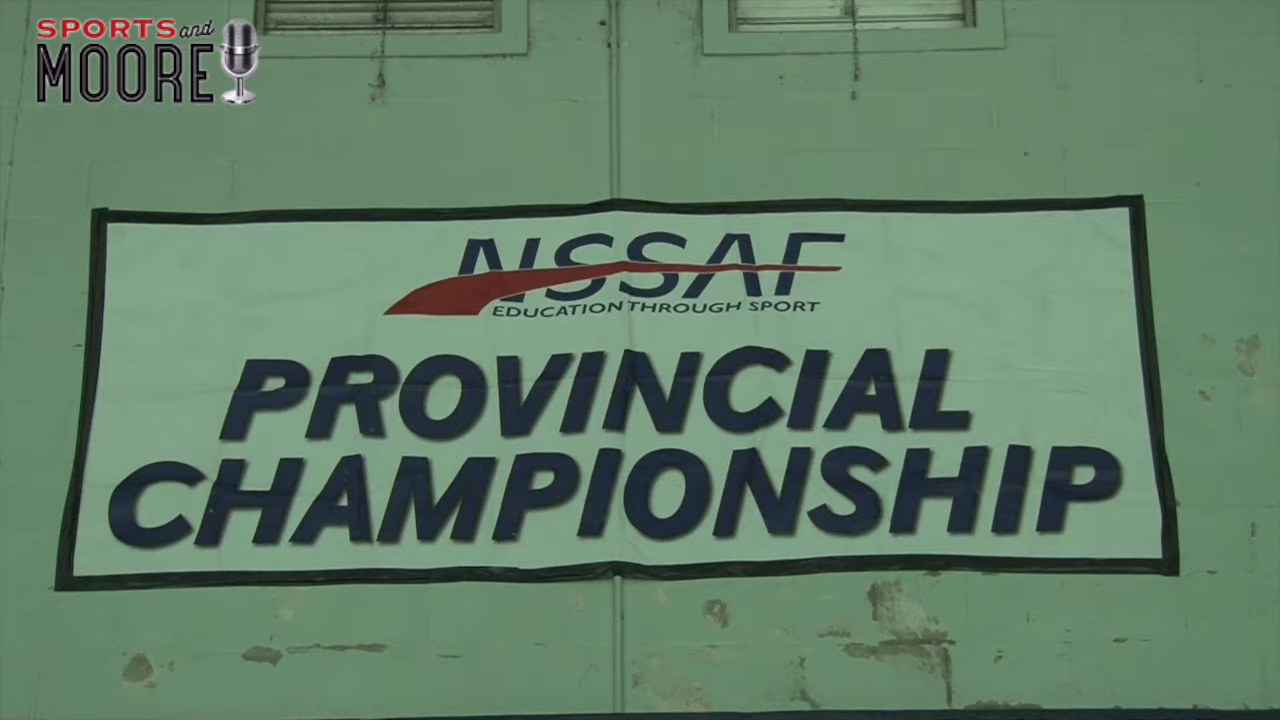 SPORTS and
MOORE
NSSAF
EDUCATION THROUGH SPORT
PROVINCIAL
CHAMPIONSHIP